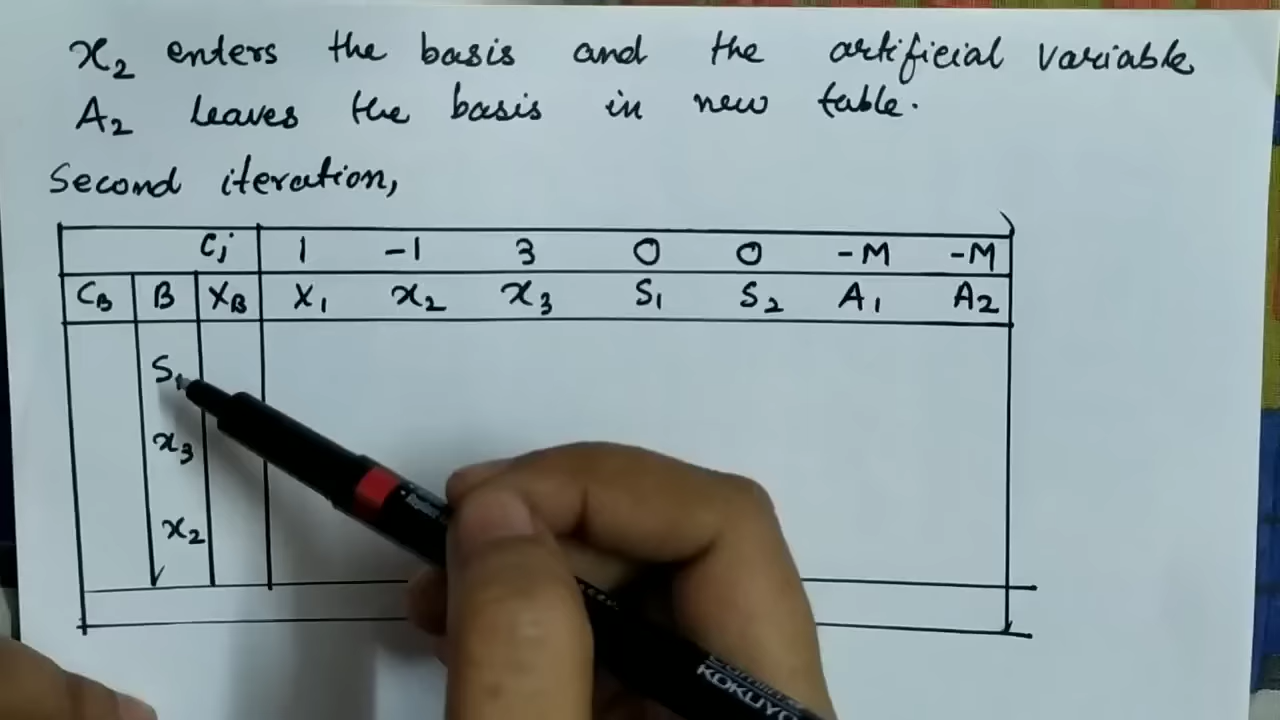 x₂ enters the basis and the artificial variable
A₂ leaves the basis in new table.
Second iteration,
Cj 1 -1 3 0 0 -M -M
CB B XB X₁ x₂ x₃ S₁ S₂ A₁ A₂
S₁
x₃
x₂
KOKUYO